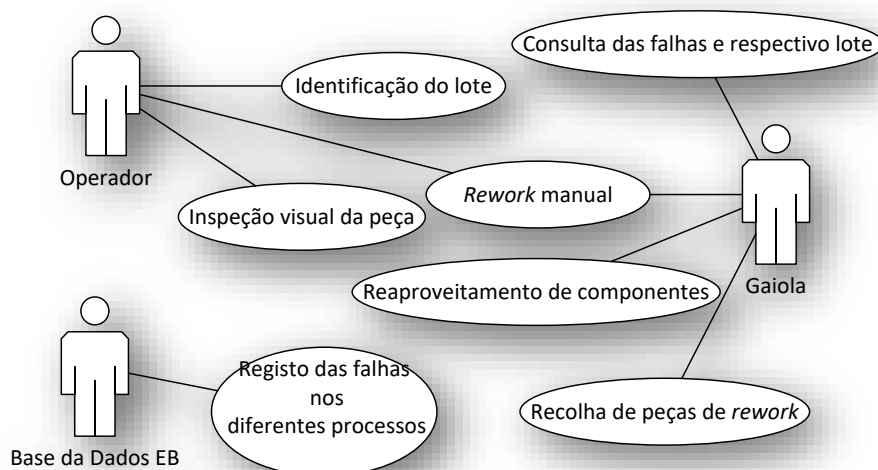 Consulta das falhas e respectivo lote
Identificação do lote
Operador
Rework manual
Inspeção visual da peça
Gaiola
Reaproveitamento de componentes
Registo das falhas
nos
diferentes processos
Recolha de peças de rework
Base da Dados EB